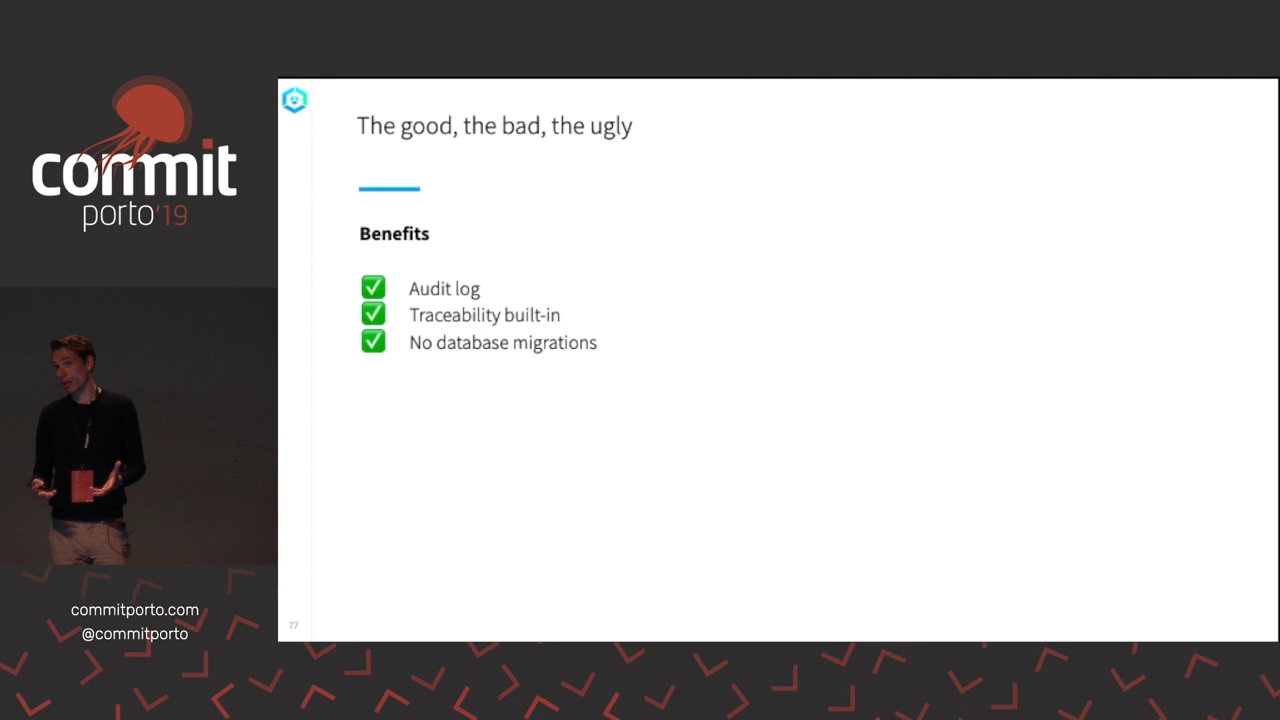 commit
porto'19
The good, the bad, the ugly
Benefits
✅ Audit log
✅ Traceability built-in
✅ No database migrations
17
commitporto.com
@commitporto